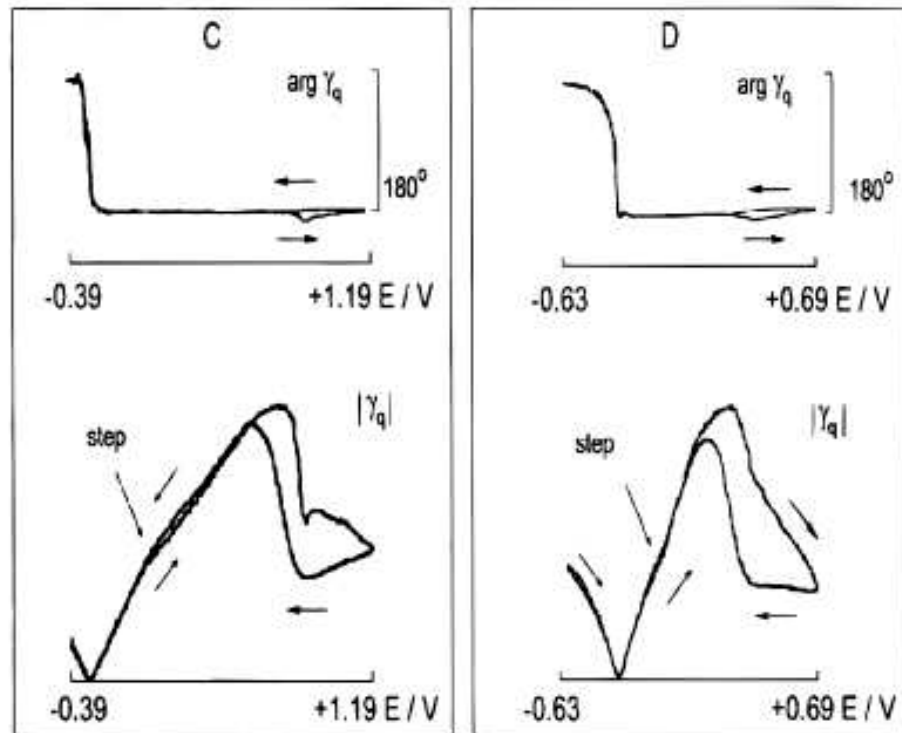 C
arg γq
180°
-0.39 +1.19 E / V
|γq|
step
-0.39 +1.19 E / V
D
arg γq
180°
-0.63 +0.69 E / V
|γq|
step
-0.63 +0.69 E / V